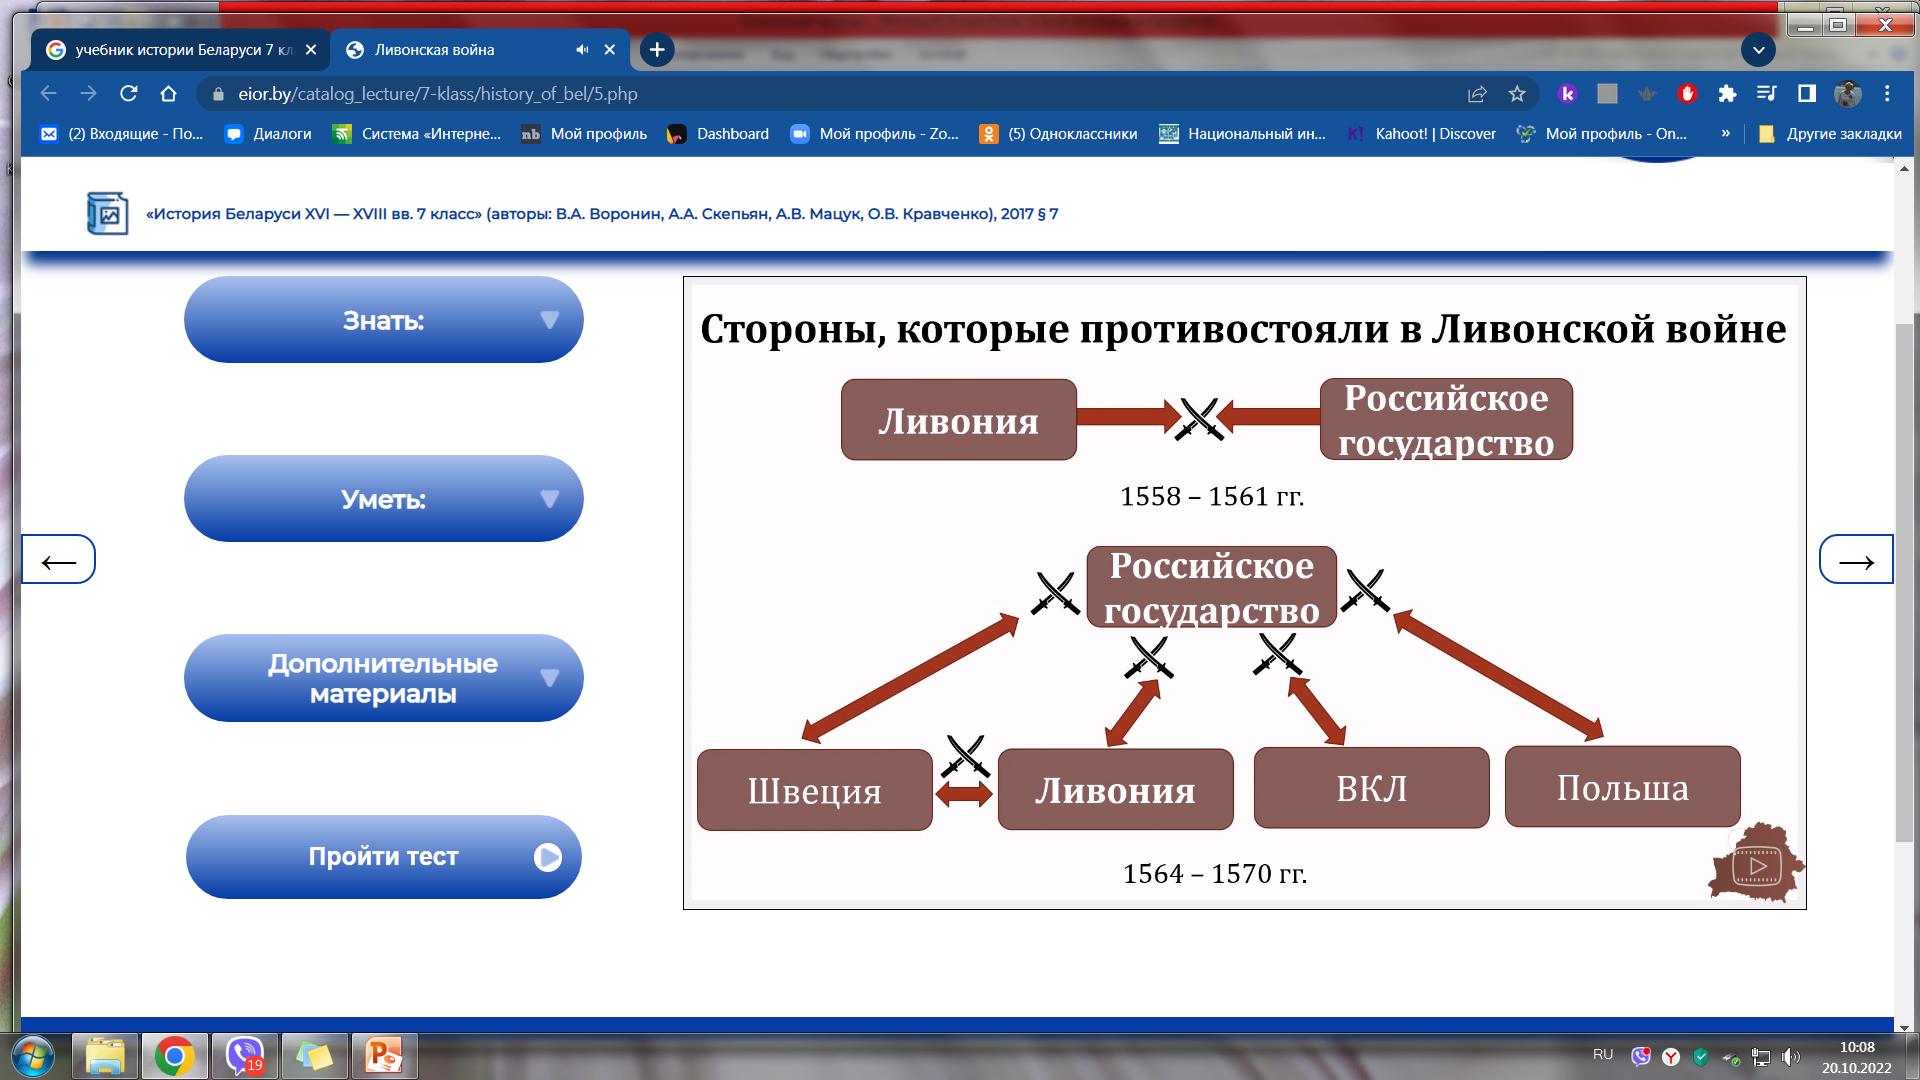 учебник истории Беларуси 7 кл
Ливонская война
eior.by/catalog_lecture/7-klass/history_of_bel/5.php
(2) Входящие - По...
Диалоги
Система «Интерне...
Мой профиль
Dashboard
Мой профиль - Zo...
(5) Одноклассники
Национальный ин...
Kahoot! | Discover
Мой профиль - On...
»
Другие закладки
«История Беларуси XVI — XVIII вв. 7 класс» (авторы: В.А. Воронин, А.А. Скепьян, А.В. Мацук, О.В. Кравченко), 2017 § 7
Знать:
Уметь:
Дополнительные
материалы
Пройти тест
Стороны, которые противостояли в Ливонской войне
Ливония
Российское
государство
1558 – 1561 гг.
Российское
государство
Швеция
Ливония
ВКЛ
Польша
1564 – 1570 гг.
19
RU
10:08
20.10.2022